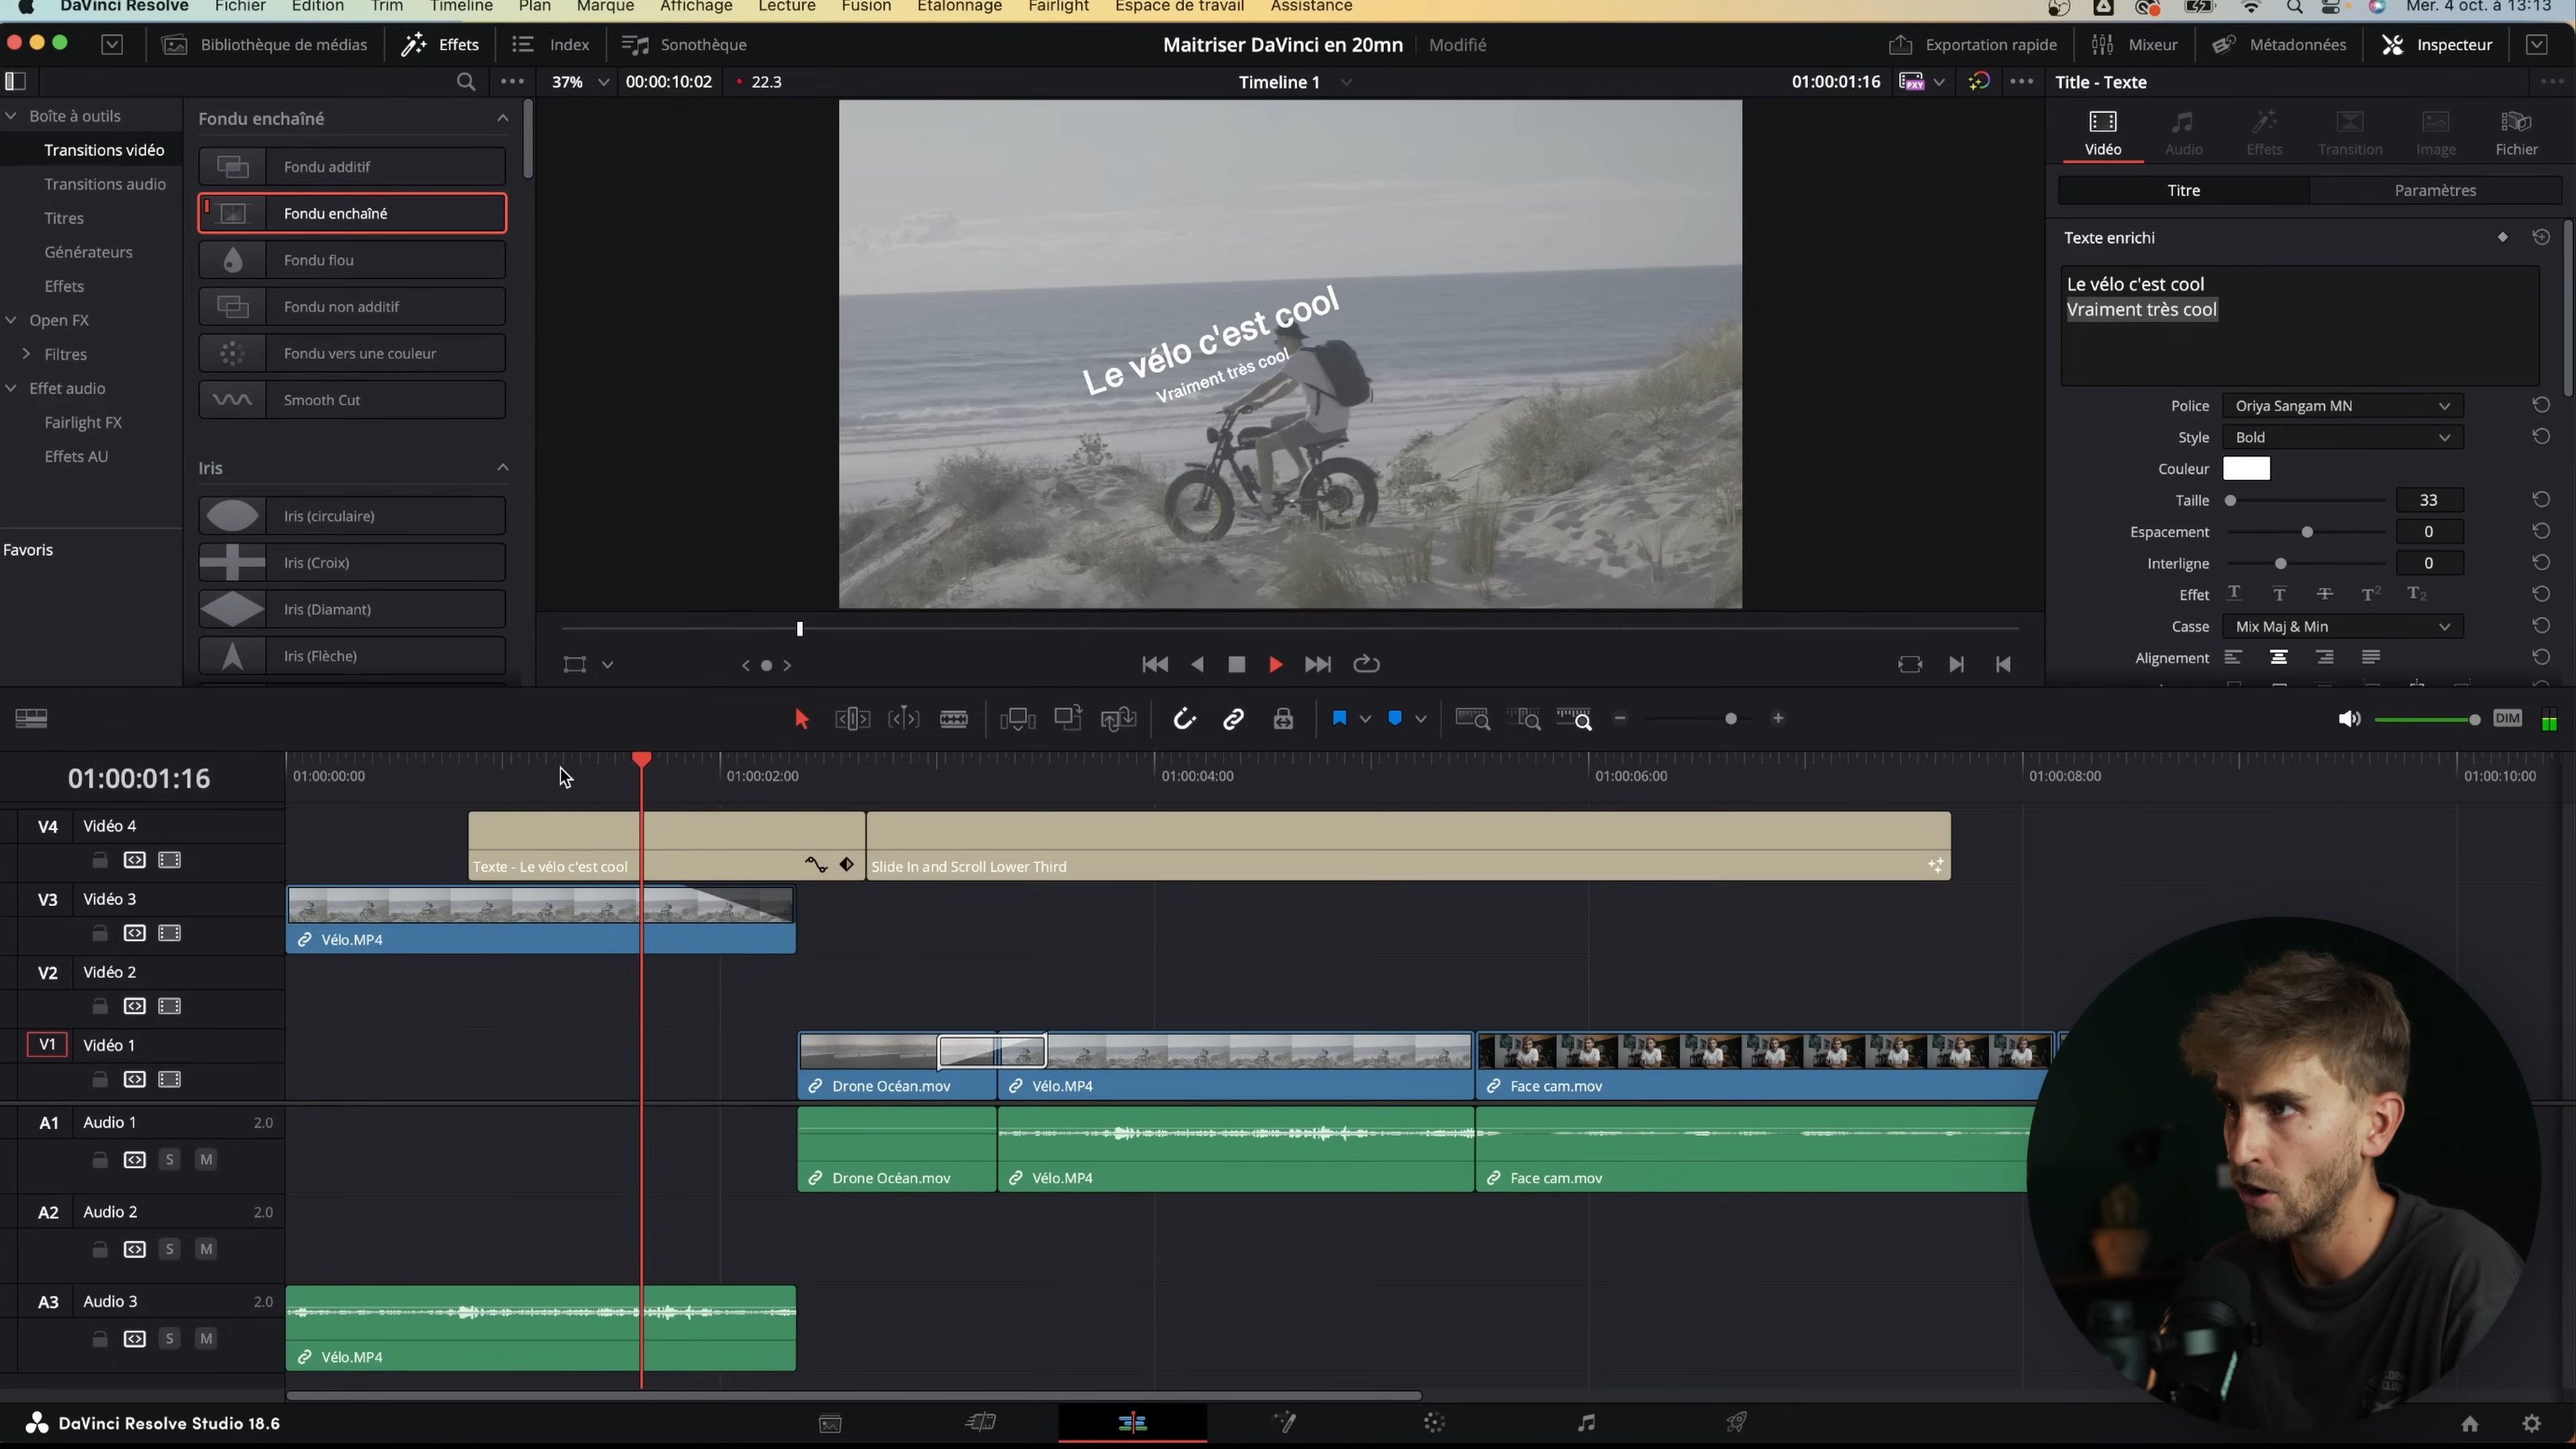 DaVinci Resolve Fichier Edition Trim Timeline Plan Marque Affichage Lecture Fusion Étalonnage Fairlight Espace de travail Assistance Mer. 4 oct. à 13:13
Bibliothèque de médias Effets Index Sonothèque Maitriser DaVinci en 20mn Modifié Exportation rapide Mixeur Métadonnées Inspecteur
37% 00:00:10:02 22.3 Timeline 1 01:00:01:16 PXY Title - Texte
Boîte à outils
Transitions vidéo
Transitions audio
Titres
Générateurs
Effets
Open FX
Filtres
Effet audio
Fairlight FX
Effets AU
Favoris
Fondu enchaîné
Fondu additif
Fondu enchaîné
Fondu flou
Fondu non additif
Fondu vers une couleur
Smooth Cut
Iris
Iris (circulaire)
Iris (Croix)
Iris (Diamant)
Iris (Flèche)
Le vélo c'est cool
Vraiment très cool
Vidéo Audio Effets Transition Image Fichier
Titre Paramètres
Texte enrichi
Le vélo c'est cool
Vraiment très cool
Police Oriya Sangam MN
Style Bold
Couleur
Taille 33
Espacement 0
Interligne 0
Effet T T T T2 T2
Casse Mix Maj & Min
Alignement
DIM
01:00:01:16 01:00:00:00 01:00:02:00 01:00:04:00 01:00:06:00 01:00:08:00 01:00:10:00
V4 Vidéo 4
Texte - Le vélo c'est cool Slide In and Scroll Lower Third
V3 Vidéo 3
Vélo.MP4
V2 Vidéo 2
V1 Vidéo 1
Drone Océan.mov Vélo.MP4 Face cam.mov
A1 Audio 1 2.0
S M
Drone Océan.mov Vélo.MP4 Face cam.mov
A2 Audio 2 2.0
S M
A3 Audio 3 2.0
S M
Vélo.MP4
DaVinci Resolve Studio 18.6